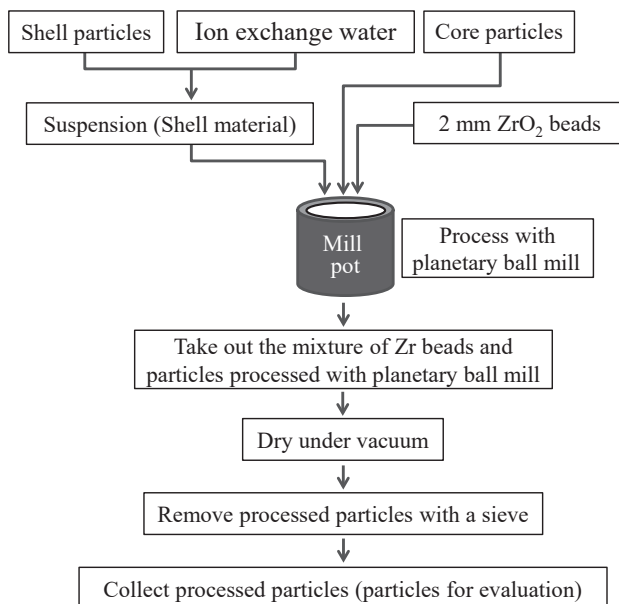 Shell particles
Ion exchange water
Core particles
Suspension (Shell material)
2 mm ZrO₂ beads
Mill
pot
Process with
planetary ball mill
Take out the mixture of Zr beads and
particles processed with planetary ball mill
Dry under vacuum
Remove processed particles with a sieve
Collect processed particles (particles for evaluation)